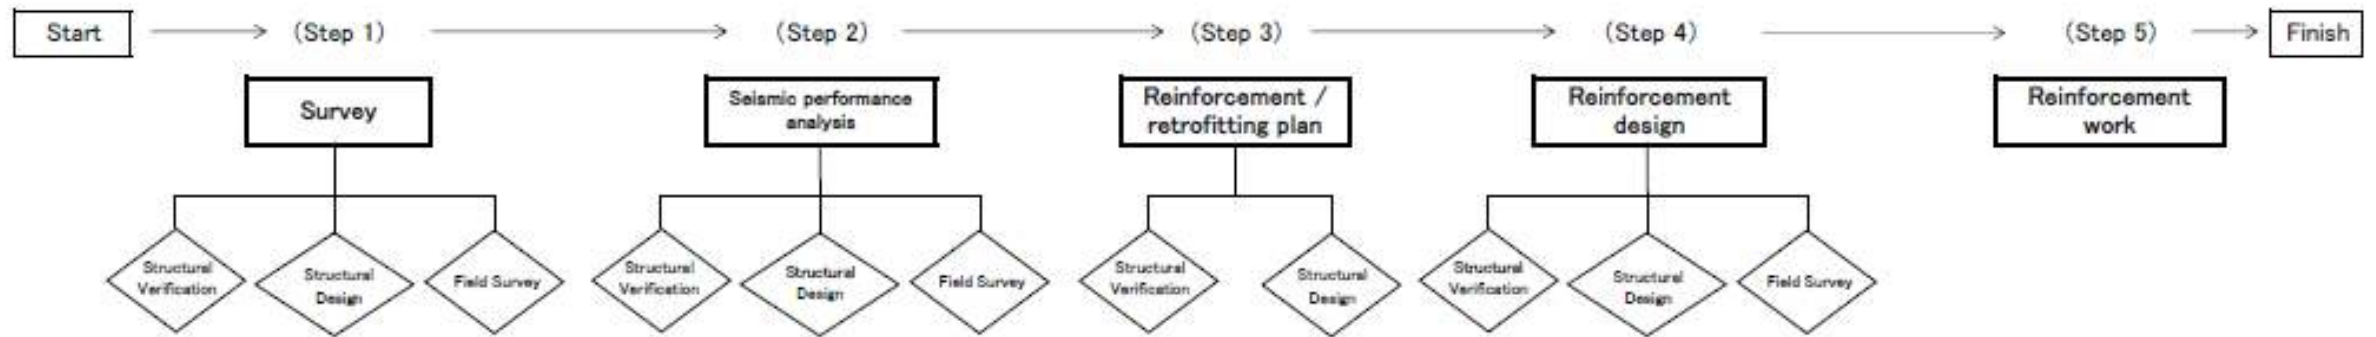 Start
(Step 1)
(Step 2)
(Step 3)
(Step 4)
(Step 5)
Finish
Survey
Seismic performance
analysis
Reinforcement /
retrofitting plan
Reinforcement
design
Reinforcement
work
Structural
Verification
Structural
Design
Field Survey
Structural
Verification
Structural
Design
Field Survey
Structural
Verification
Structural
Design
Structural
Verification
Structural
Design
Field Survey